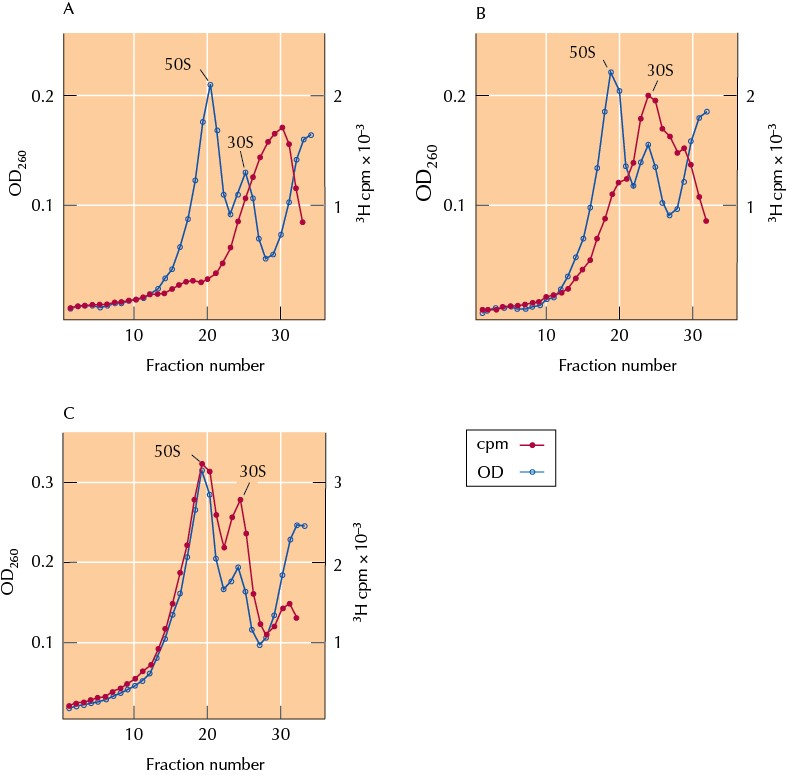 A
50S
30S
0.2
0.1
2
1
OD260
³H cpm × 10⁻³
10 20 30
Fraction number
B
50S
30S
0.2
0.1
2
1
OD260
³H cpm × 10⁻³
10 20 30
Fraction number
C
50S
30S
0.3
0.2
0.1
3
2
1
OD260
³H cpm × 10⁻³
10 20 30
Fraction number
cpm
OD